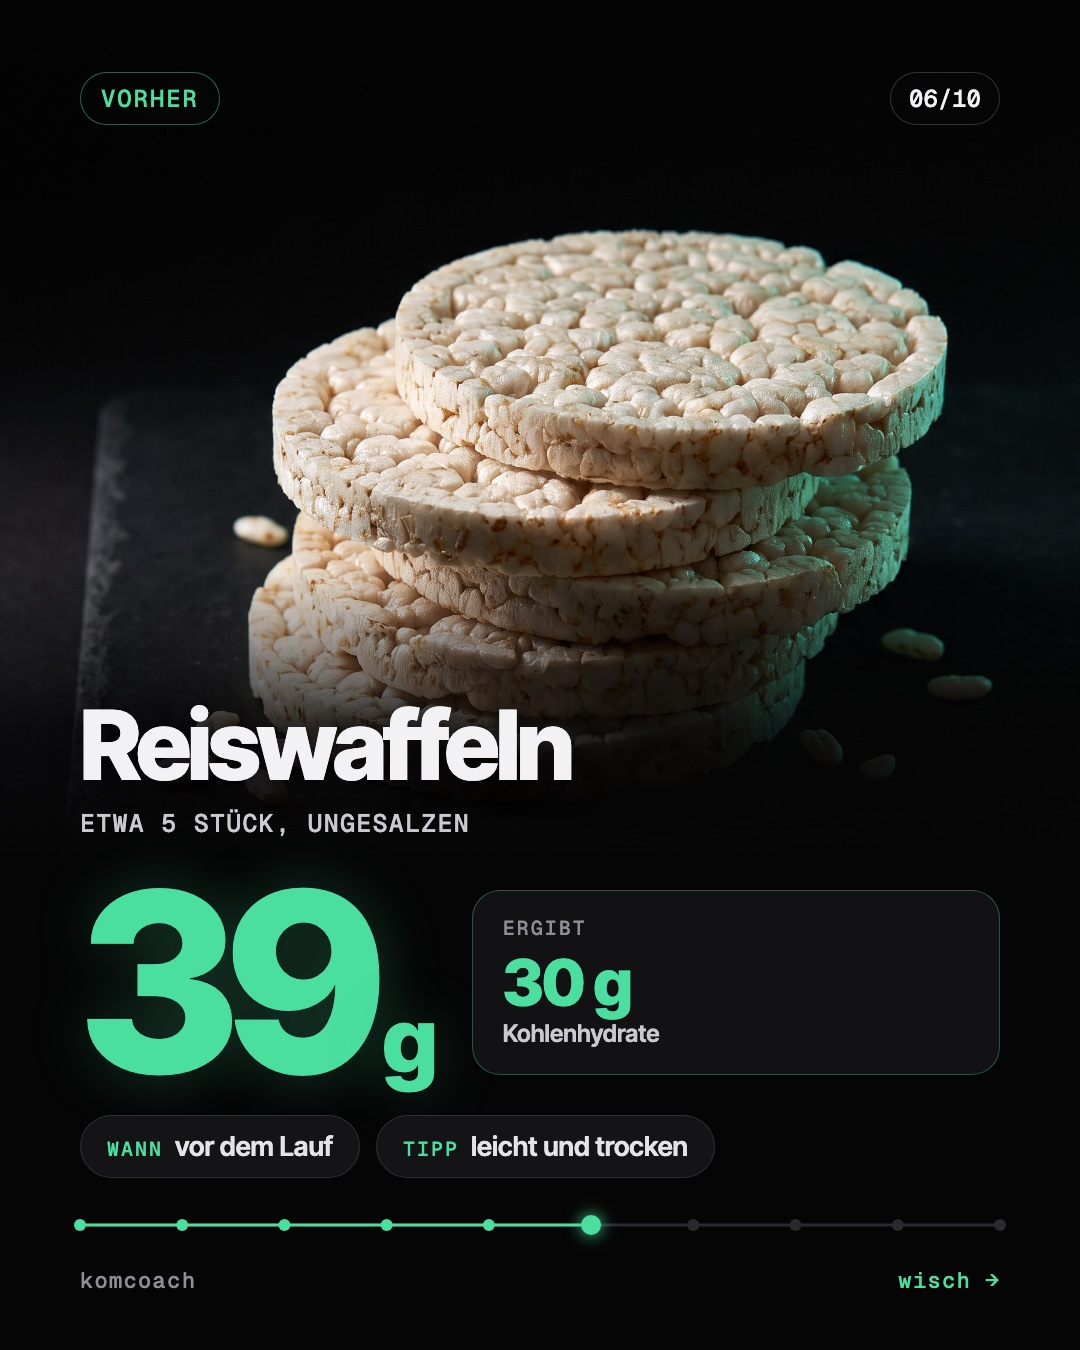 VORHER
06/10
Reiswaffeln
ETWA 5 STÜCK, UNGESALZEN
39g
ERGIBT
30 g
Kohlenhydrate
WANN vor dem Lauf
TIPP leicht und trocken
komcoach
wisch →